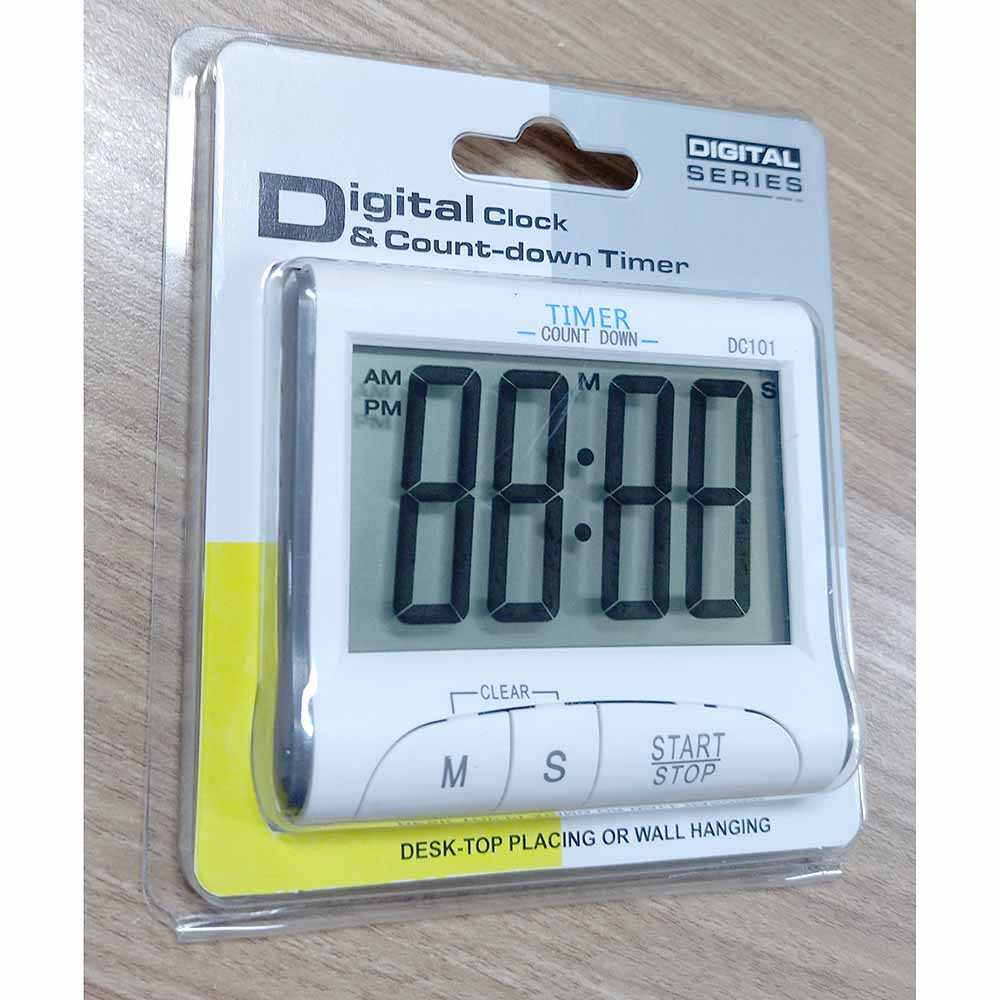 DIGITAL
SERIES
Digital Clock
& Count-down Timer
TIMER
COUNT DOWN
DC101
AM
PM
M
S
88:88
CLEAR
M
S
START
STOP
DESK-TOP PLACING OR WALL HANGING